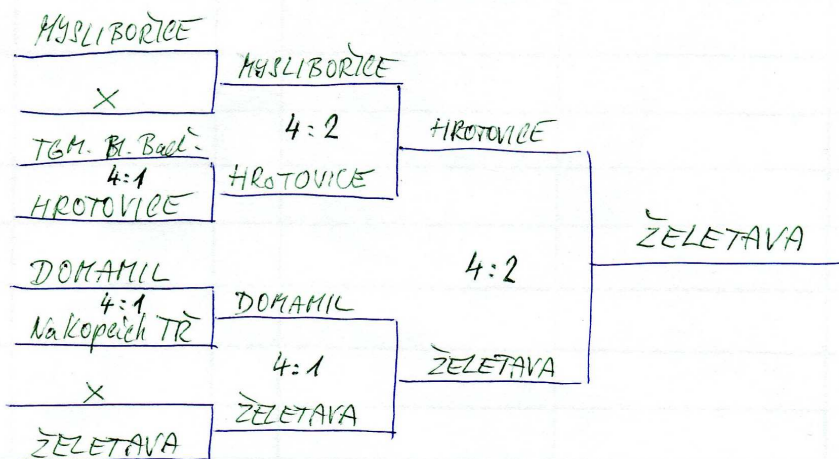 MYSLIBOŘICE
X
TGM. Bl. Bač.
4:1
HROTOVICE
DOMAMIL
4:1
Na Kopcích TŘ
X
ŽELETAVA
MYSLIBOŘICE
4:2
HROTOVICE
DOMAMIL
4:1
ŽELETAVA
HROTOVICE
4:2
ŽELETAVA
ŽELETAVA